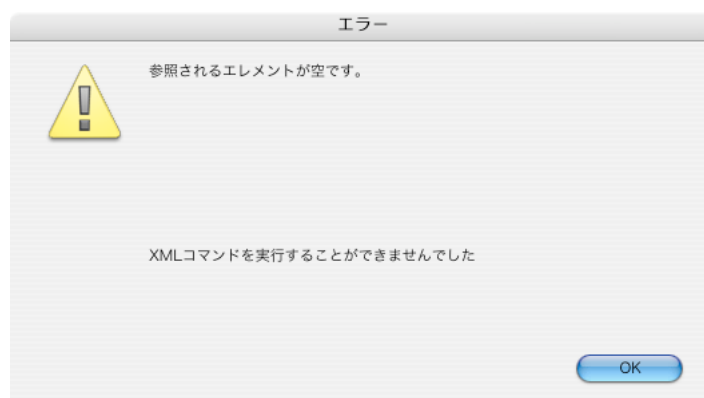 エラー
参照されるエレメントが空です。
XMLコマンドを実行することができませんでした
OK